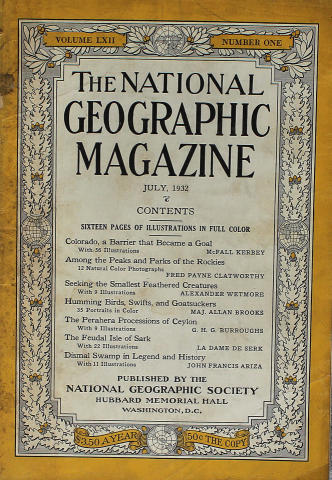 VOLUME LXII
NUMBER ONE
THE NATIONAL
GEOGRAPHIC
MAGAZINE
JULY, 1932
CONTENTS
SIXTEEN PAGES OF ILLUSTRATIONS IN FULL COLOR
Colorado, a Barrier that Became a Goal
With 56 Illustrations McFALL KERBEY
Among the Peaks and Parks of the Rockies
12 Natural Color Photographs
FRED PAYNE CLATWORTHY
Seeking the Smallest Feathered Creatures
With 9 Illustrations ALEXANDER WETMORE
Humming Birds, Swifts, and Goatsuckers
35 Portraits in Color MAJ. ALLAN BROOKS
The Perahera Processions of Ceylon
With 9 Illustrations G. H. G. BURROUGHS
The Feudal Isle of Sark
With 22 Illustrations LA DAME DE SERK
Dismal Swamp in Legend and History
With 11 Illustrations JOHN FRANCIS ARIZA
PUBLISHED BY THE
NATIONAL GEOGRAPHIC SOCIETY
HUBBARD MEMORIAL HALL
WASHINGTON, D.C.
$3.50 A YEAR
50¢ THE COPY